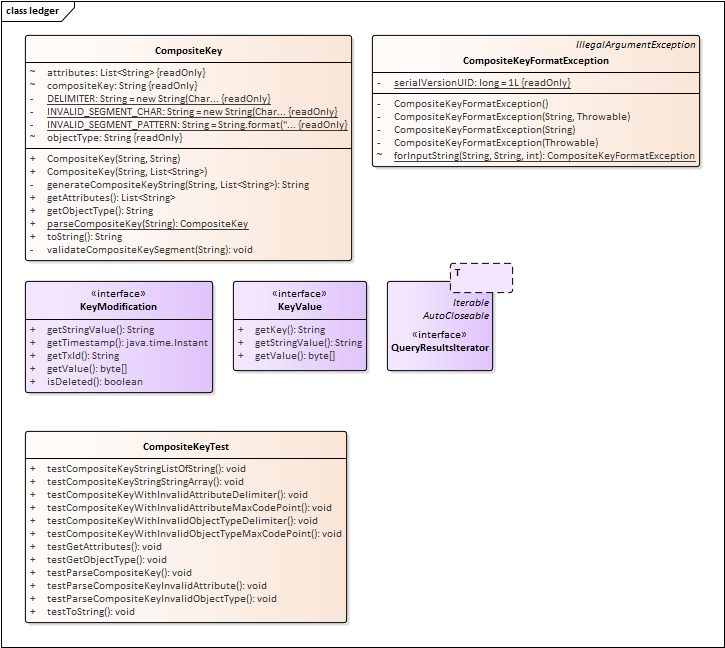 class ledger
CompositeKey
~ attributes: List<String> {readOnly}
~ compositeKey: String {readOnly}
- DELIMITER: String = new String(Char... {readOnly}
- INVALID_SEGMENT_CHAR: String = new String(Char... {readOnly}
- INVALID_SEGMENT_PATTERN: String = String.format("... {readOnly}
~ objectType: String {readOnly}
+ CompositeKey(String, String)
+ CompositeKey(String, List<String>)
- generateCompositeKeyString(String, List<String>): String
+ getAttributes(): List<String>
+ getObjectType(): String
+ parseCompositeKey(String): CompositeKey
+ toString(): String
- validateCompositeKeySegment(String): void
IllegalArgumentException
CompositeKeyFormatException
- serialVersionUID: long = 1L {readOnly}
- CompositeKeyFormatException()
- CompositeKeyFormatException(String, Throwable)
- CompositeKeyFormatException(String)
- CompositeKeyFormatException(Throwable)
~ forInputString(String, String, int): CompositeKeyFormatException
«interface»
KeyModification
+ getStringValue(): String
+ getTimestamp(): java.time.Instant
+ getTxId(): String
+ getValue(): byte[]
+ isDeleted(): boolean
«interface»
KeyValue
+ getKey(): String
+ getStringValue(): String
+ getValue(): byte[]
T
Iterable
AutoCloseable
«interface»
QueryResultsIterator
CompositeKeyTest
+ testCompositeKeyStringListOfString(): void
+ testCompositeKeyStringStringArray(): void
+ testCompositeKeyWithInvalidAttributeDelimiter(): void
+ testCompositeKeyWithInvalidAttributeMaxCodePoint(): void
+ testCompositeKeyWithInvalidObjectTypeDelimiter(): void
+ testCompositeKeyWithInvalidObjectTypeMaxCodePoint(): void
+ testGetAttributes(): void
+ testGetObjectType(): void
+ testParseCompositeKey(): void
+ testParseCompositeKeyInvalidAttribute(): void
+ testParseCompositeKeyInvalidObjectType(): void
+ testToString(): void